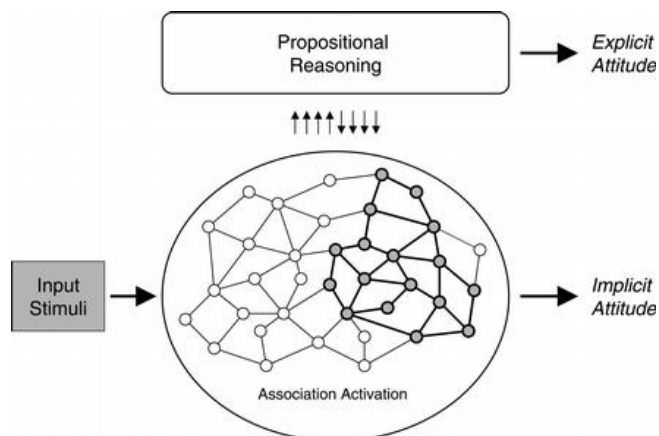 Propositional
Reasoning
Explicit
Attitude
Input
Stimuli
Implicit
Attitude
Association Activation